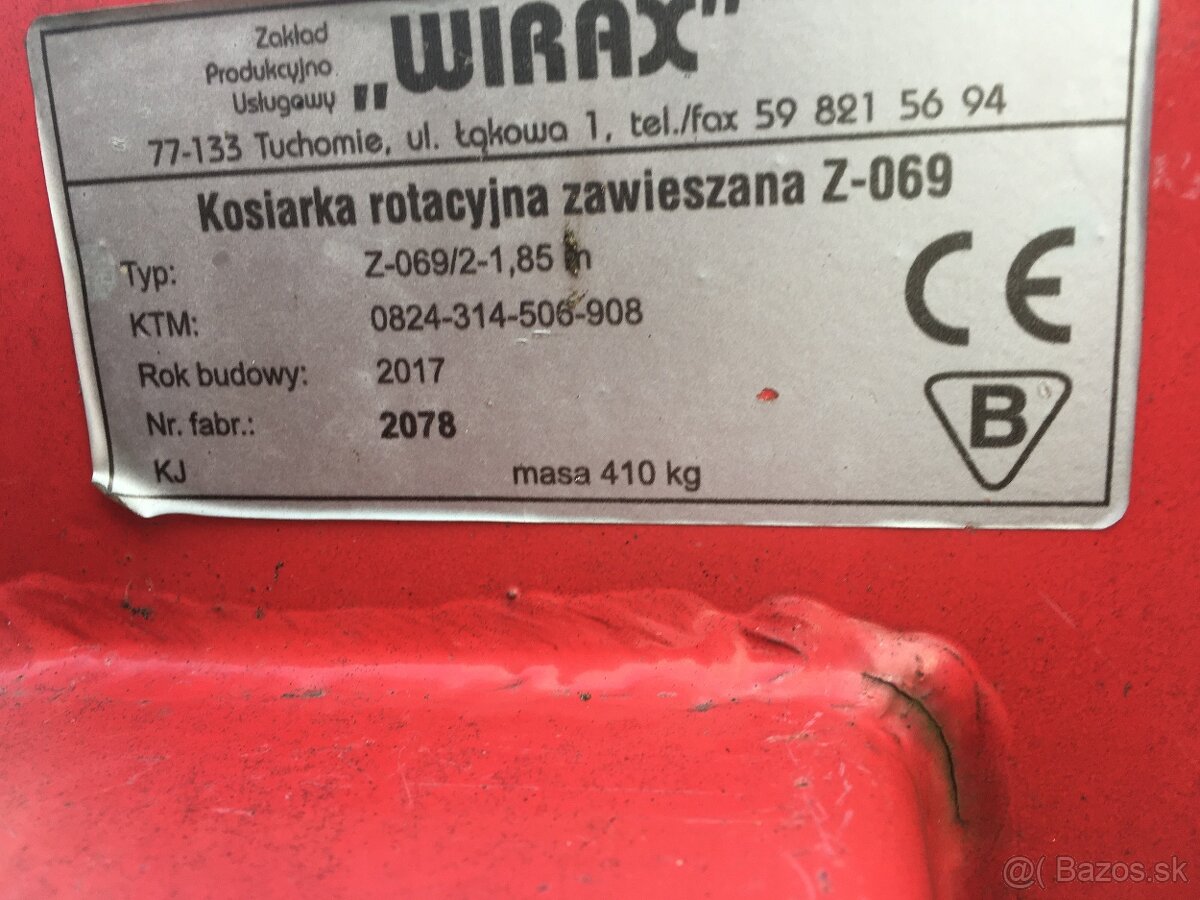 Zakład
Produkcyjno
Usługowy
„WIRAX”
77-133 Tuchomie, ul. Łąkowa 1, tel./fax 59 821 56 94
Kosiarka rotacyjna zawieszana Z-069
Typ: Z-069/2-1,85 m
KTM: 0824-314-506-908
Rok budowy: 2017
Nr. fabr.: 2078
KJ masa 410 kg
CE
B
@( Bazos.sk